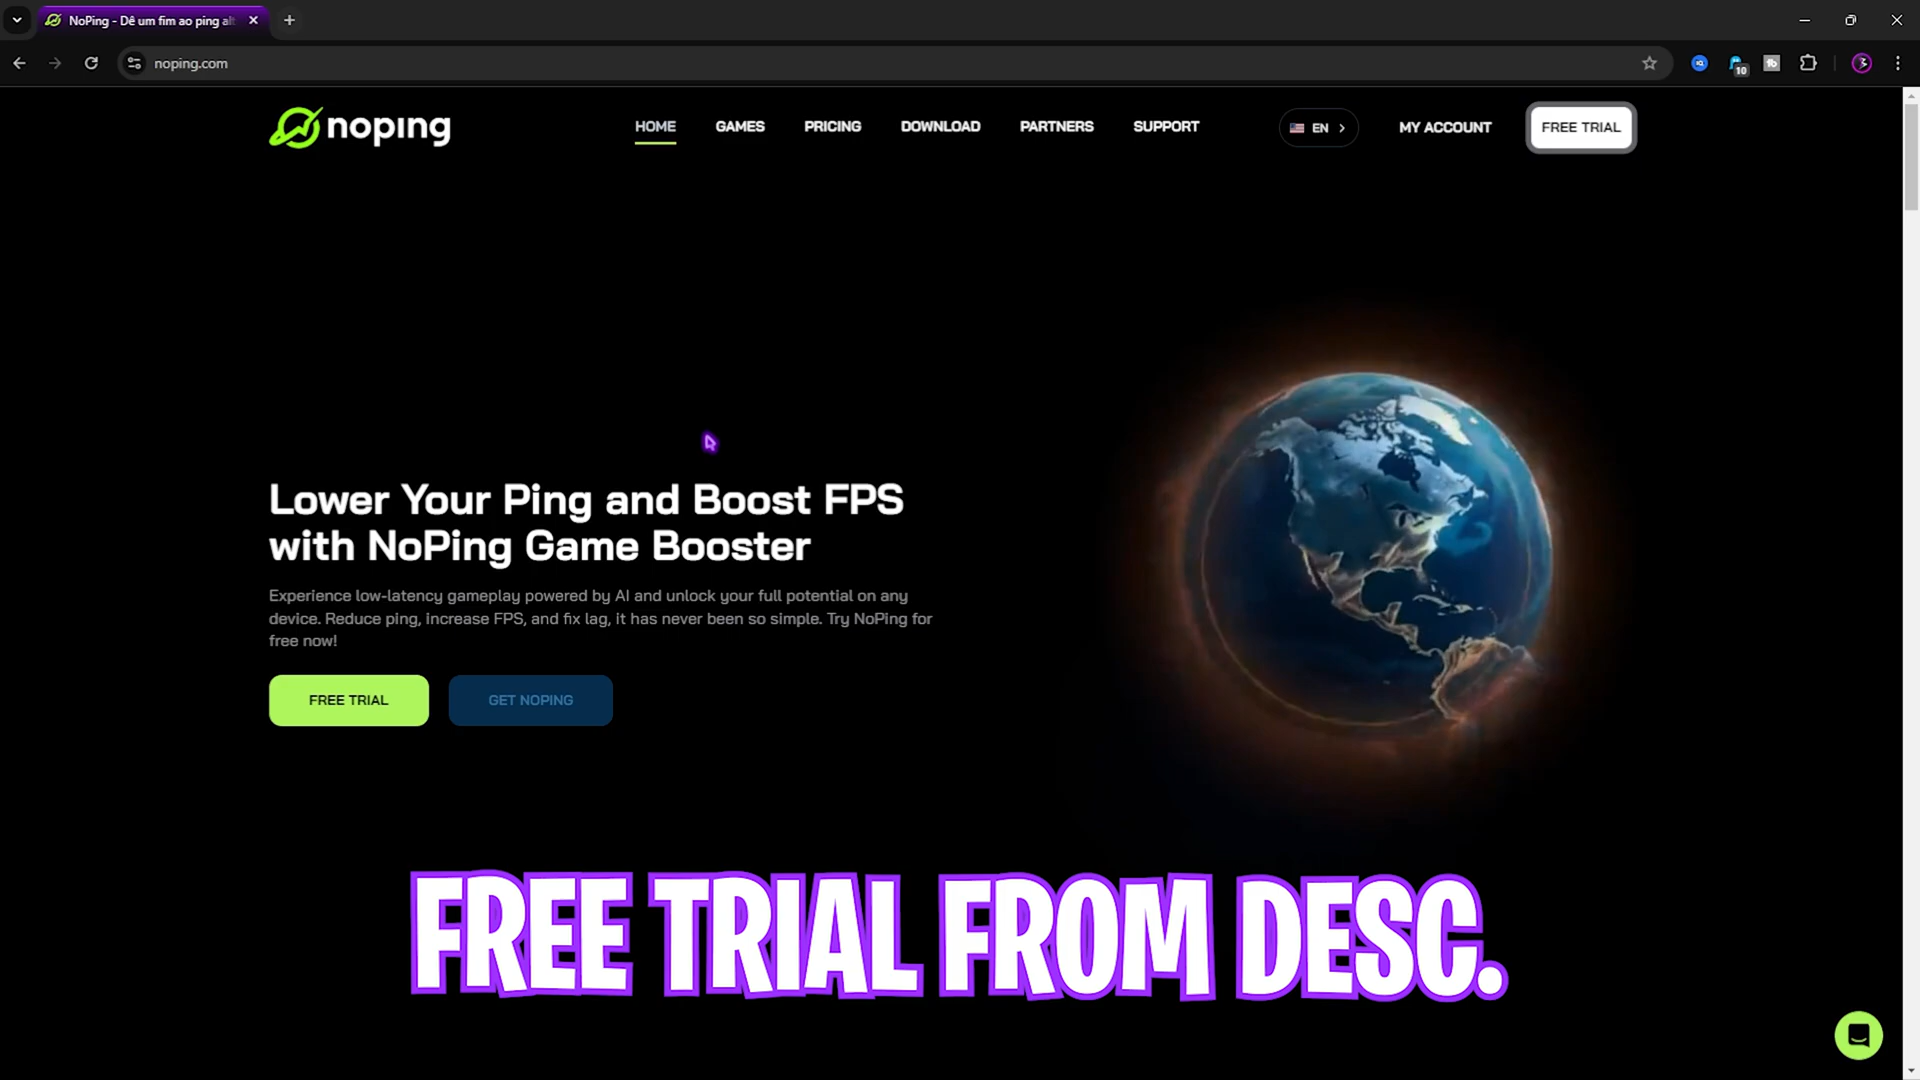 NoPing - Dê um fim ao ping al
noping.com
10
noping
HOME
GAMES
PRICING
DOWNLOAD
PARTNERS
SUPPORT
EN
MY ACCOUNT
FREE TRIAL
Lower Your Ping and Boost FPS
with NoPing Game Booster
Experience low-latency gameplay powered by AI and unlock your full potential on any
device. Reduce ping, increase FPS, and fix lag, it has never been so simple. Try NoPing for
free now!
FREE TRIAL
GET NOPING
FREE TRIAL FROM DESC.